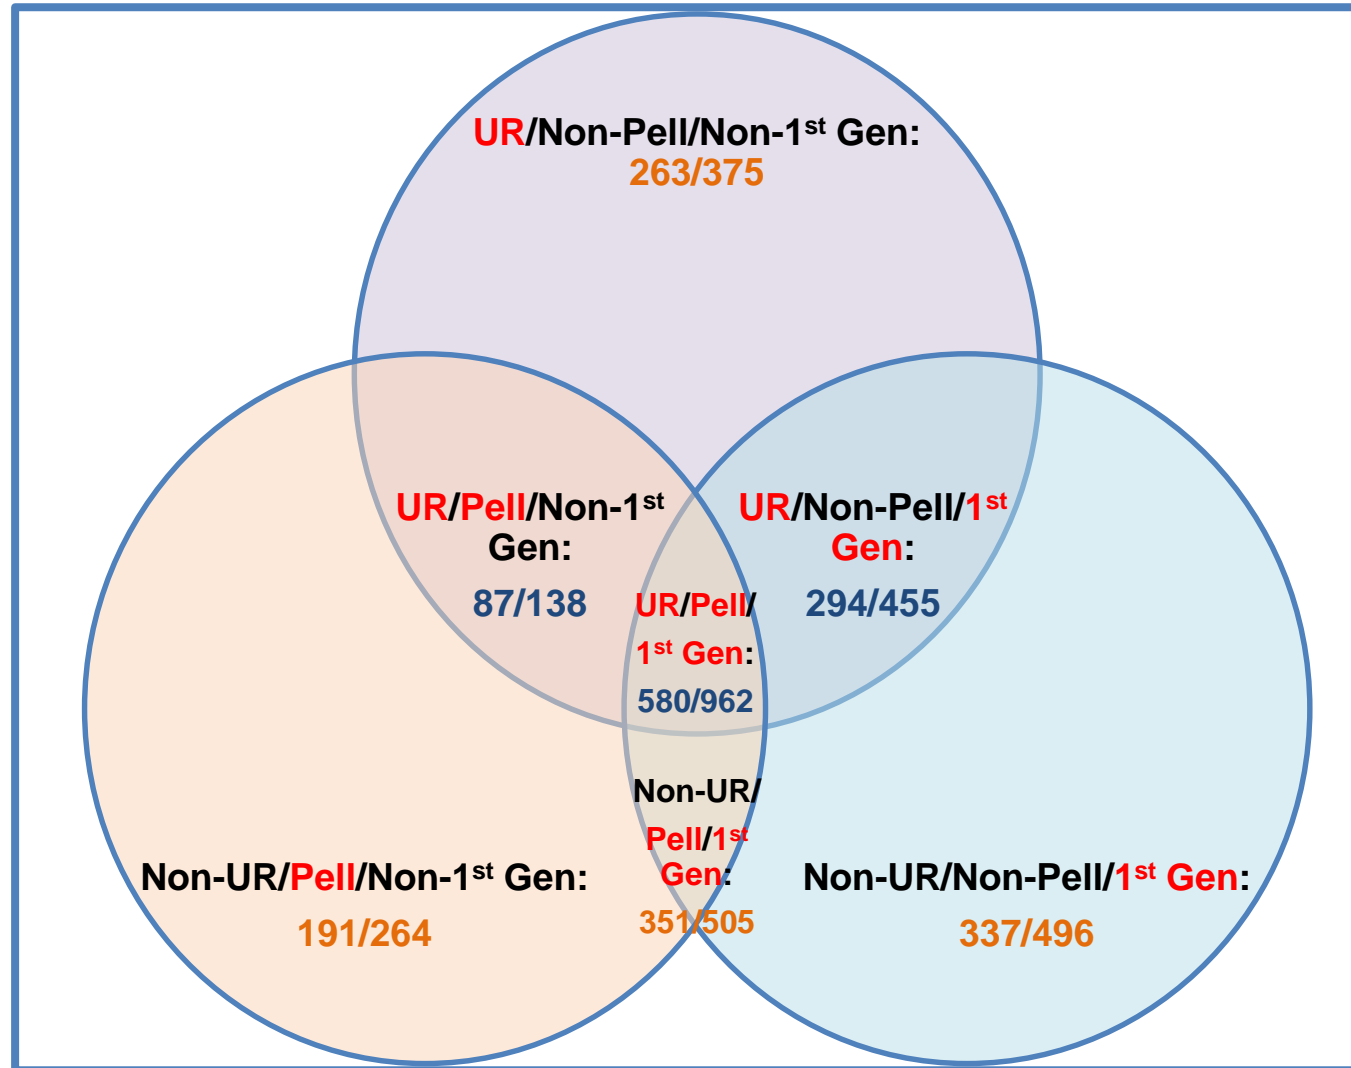 UR/Non-Pell/Non-1st Gen:
263/375
UR/Pell/Non-1st
Gen:
87/138
UR/Non-Pell/1st
Gen:
294/455
UR/Pell/
1st Gen:
580/962
Non-UR/
Pell/1st
Gen:
351/505
Non-UR/Pell/Non-1st Gen:
191/264
Non-UR/Non-Pell/1st Gen:
337/496